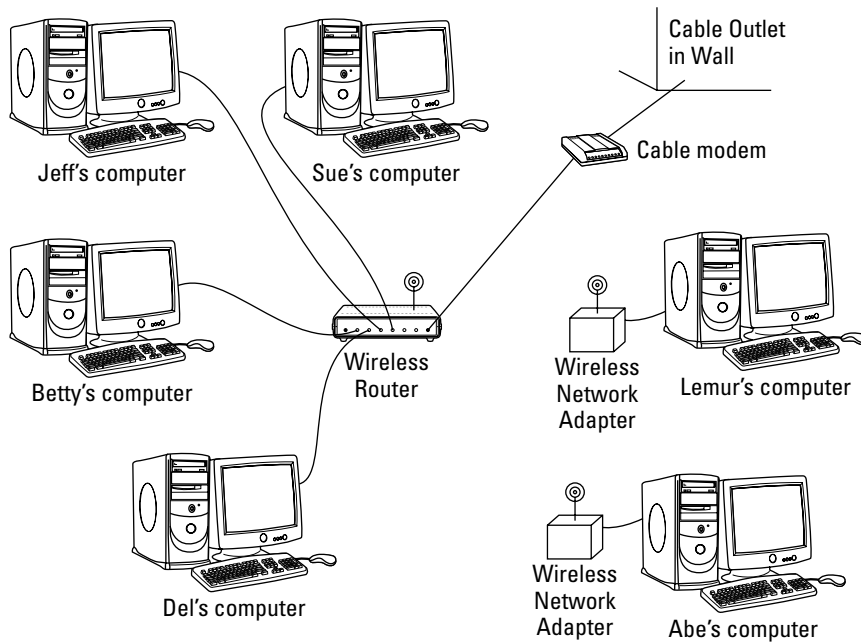 Cable Outlet
in Wall
Jeff's computer
Sue's computer
Cable modem
Betty's computer
Wireless
Router
Wireless
Network
Adapter
Lemur's computer
Del's computer
Wireless
Network
Adapter
Abe's computer